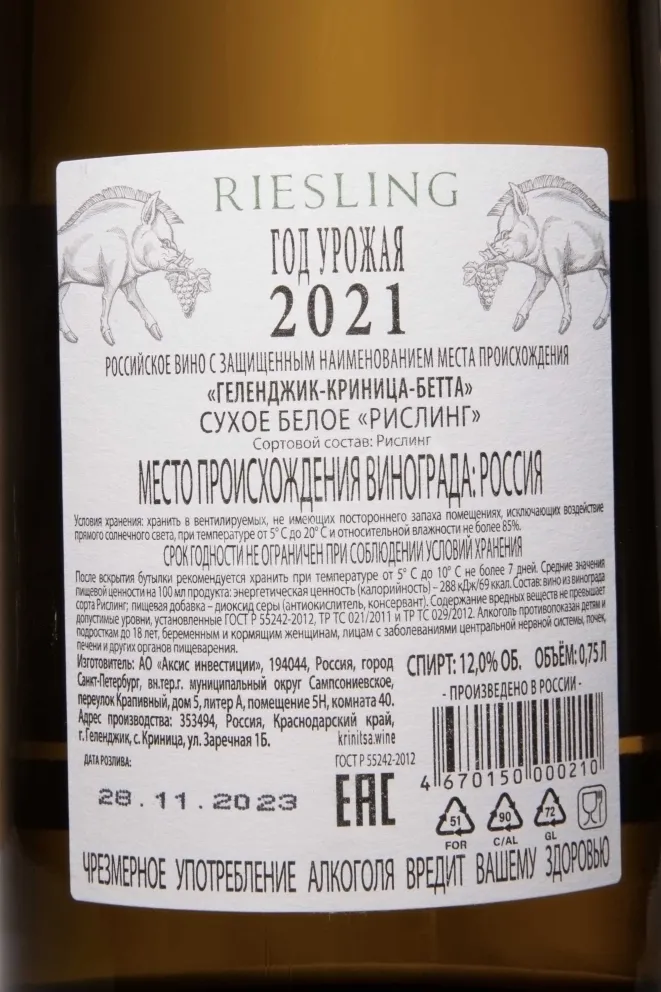 RIESLING
ГОД УРОЖАЯ
2021
РОССИЙСКОЕ ВИНО С ЗАЩИЩЕННЫМ НАИМЕНОВАНИЕМ МЕСТА ПРОИСХОЖДЕНИЯ
«ГЕЛЕНДЖИК-КРИНИЦА-БЕТТА»
СУХОЕ БЕЛОЕ «РИСЛИНГ»
Сортовой состав: Рислинг
МЕСТО ПРОИСХОЖДЕНИЯ ВИНОГРАДА: РОССИЯ
Условия хранения: хранить в вентилируемых, не имеющих постороннего запаха помещениях, исключающих воздействие
прямого солнечного света, при температуре от 5° С до 20° С и относительной влажности не более 85%.
СРОК ГОДНОСТИ НЕ ОГРАНИЧЕН ПРИ СОБЛЮДЕНИИ УСЛОВИЙ ХРАНЕНИЯ
После вскрытия бутылки рекомендуется хранить при температуре от 5° С до 10° С не более 7 дней. Средние значения
пищевой ценности на 100 мл продукта: энергетическая ценность (калорийность) – 288 кДж/69 ккал. Состав: вино из винограда
сорта Рислинг; пищевая добавка – диоксид серы (антиокислитель, консервант). Содержание вредных веществ не превышает
допустимые уровни, установленные ГОСТ Р 55242-2012, ТР ТС 021/2011 и ТР ТС 029/2012. Алкоголь противопоказан детям и
подросткам до 18 лет, беременным и кормящим женщинам, лицам с заболеваниями центральной нервной системы, почек,
печени и других органов пищеварения.
Изготовитель: АО «Аксис инвестиции», 194044, Россия, город
Санкт-Петербург, вн.тер.г. муниципальный округ Сампсониевское,
переулок Крапивный, дом 5, литер А, помещение 5Н, комната 40.
Адрес производства: 353494, Россия, Краснодарский край,
г. Геленджик, с. Криница, ул. Заречная 1Б.
krinitsa.wine
СПИРТ: 12,0% ОБ. ОБЪЁМ: 0,75 Л
- ПРОИЗВЕДЕНО В РОССИИ -
4 670150 000210
ДАТА РОЗЛИВА:
28.11.2023
ГОСТ Р 55242-2012
EAC
51
FOR
90
C/AL
72
GL
ЧРЕЗМЕРНОЕ УПОТРЕБЛЕНИЕ АЛКОГОЛЯ ВРЕДИТ ВАШЕМУ ЗДОРОВЬЮ